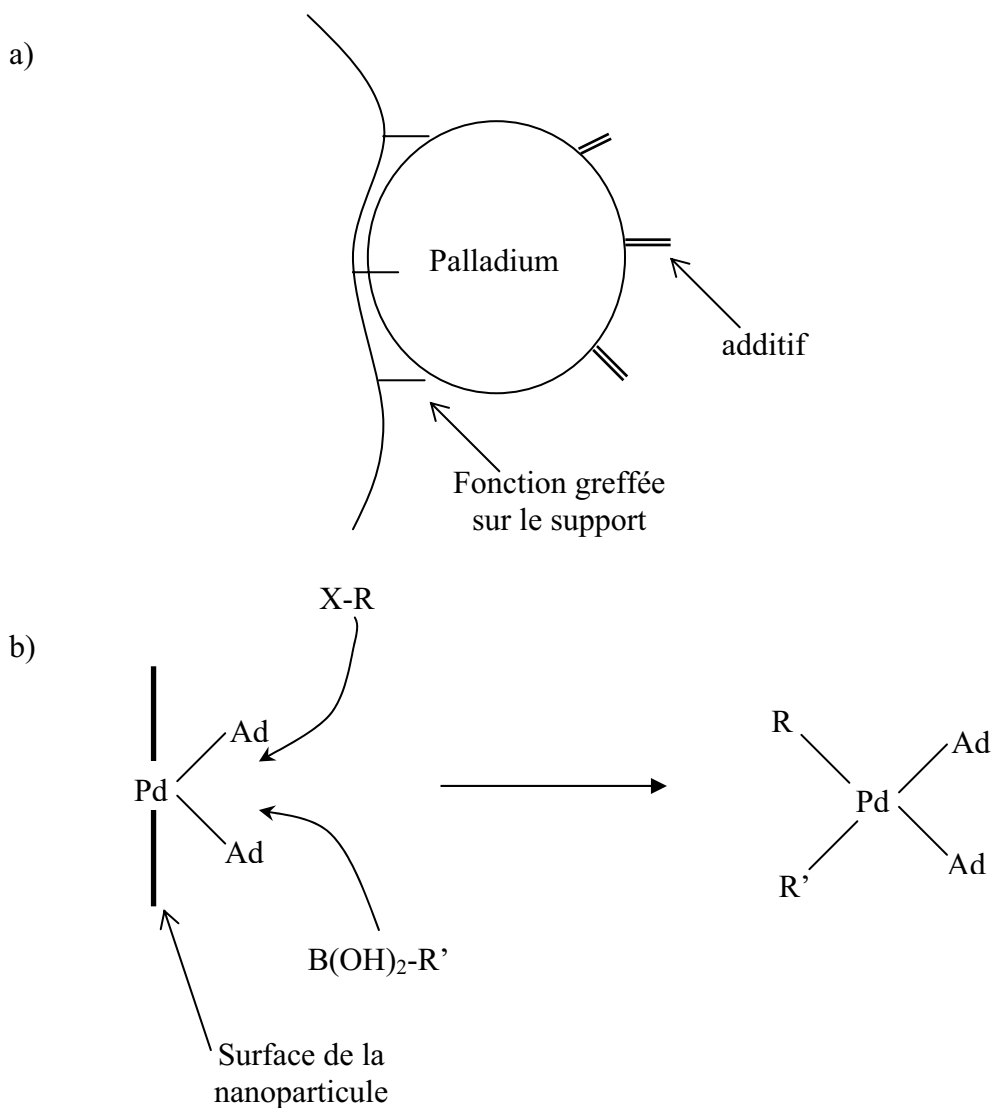 a)
Palladium
additif
Fonction greffée
sur le support
X-R
b)
Ad
Pd
Ad
B(OH)₂-R’
Surface de la
nanoparticule
R
Ad
Pd
R’
Ad